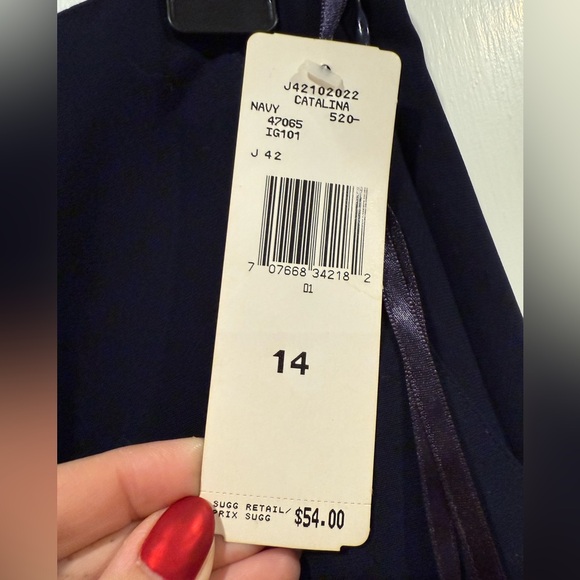 J42102022
CATALINA
NAVY 520-
47065
IG101
J 42
7 07668 34218 2
01
14
SUGG RETAIL/
PRIX SUGG $54.00